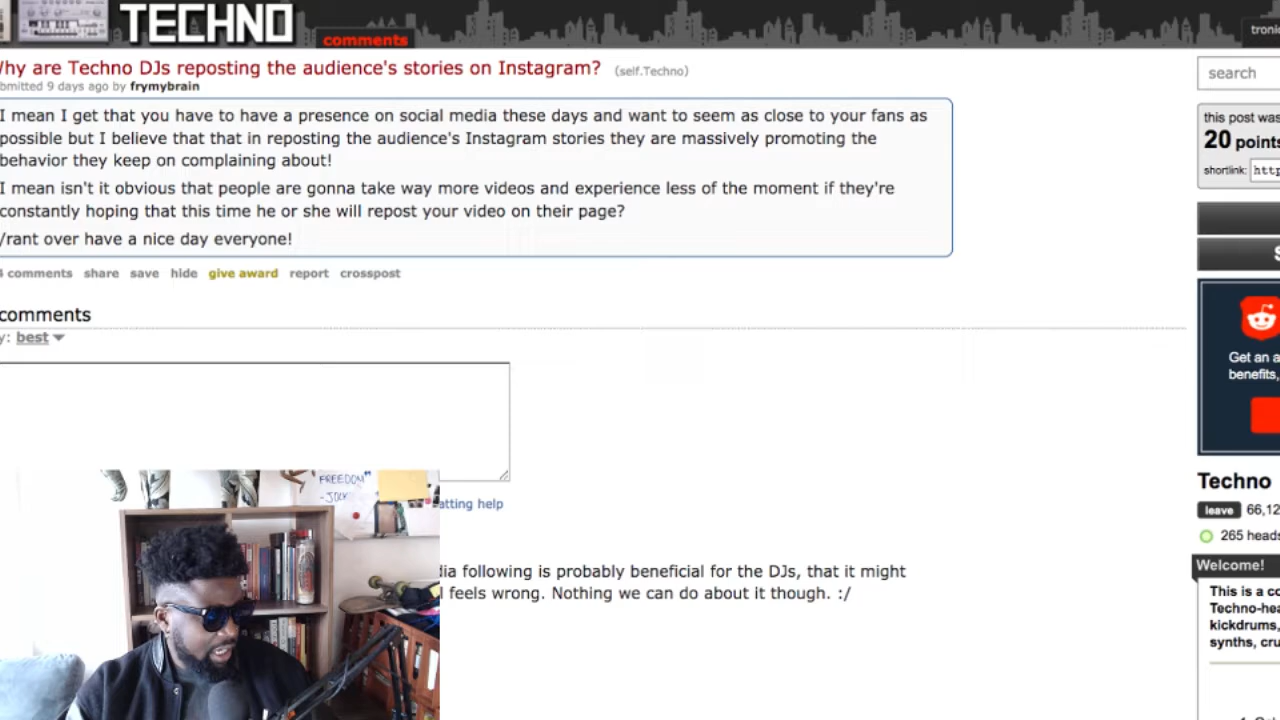 TECHNO
comments
tronic
hy are Techno DJs reposting the audience's stories on Instagram? (self.Techno)
bmitted 9 days ago by frymybrain
I mean I get that you have to have a presence on social media these days and want to seem as close to your fans as
possible but I believe that that in reposting the audience's Instagram stories they are massively promoting the
behavior they keep on complaining about!
I mean isn't it obvious that people are gonna take way more videos and experience less of the moment if they're
constantly hoping that this time he or she will repost your video on their page?
/rant over have a nice day everyone!
comments share save hide give award report crosspost
comments
y: best
FREEDOM"
-JOCK
atting help
dia following is probably beneficial for the DJs, that it might
l feels wrong. Nothing we can do about it though. :/
search
this post was
20 points
shortlink: http
S
Get an a
benefits,
Techno
leave 66,12
265 heads
Welcome!
This is a co
Techno-hea
kickdrums,
synths, cru